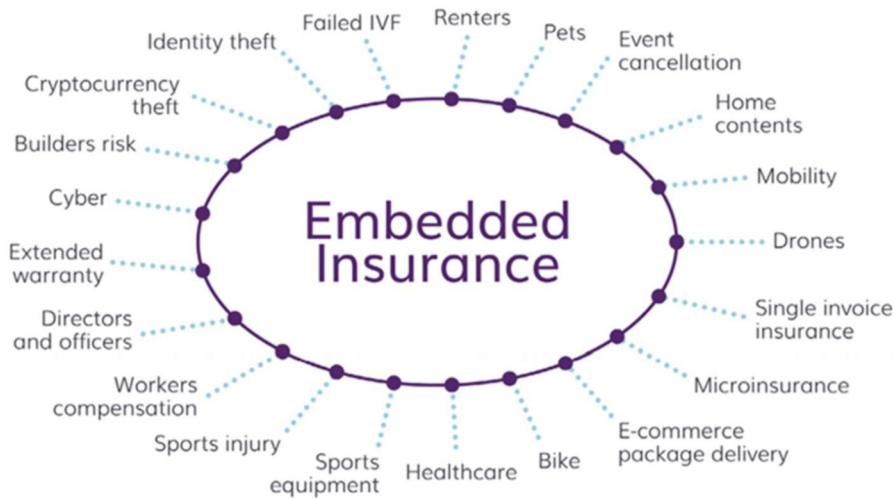 Embedded
Insurance
Failed IVF
Renters
Pets
Event
cancellation
Home
contents
Mobility
Drones
Single invoice
insurance
Microinsurance
E-commerce
package delivery
Bike
Healthcare
Sports
equipment
Sports injury
Workers
compensation
Directors
and officers
Extended
warranty
Cyber
Builders risk
Cryptocurrency
theft
Identity theft